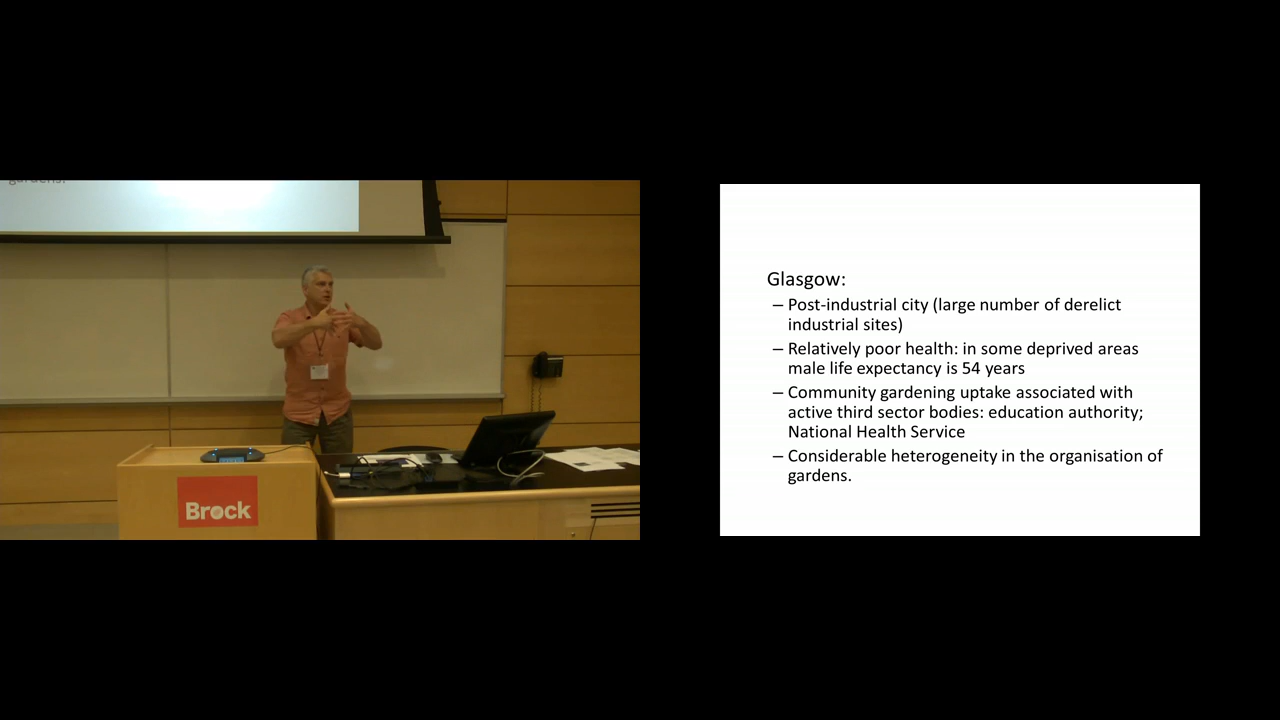 gardens.
Brock
Glasgow:
– Post-industrial city (large number of derelict
industrial sites)
– Relatively poor health: in some deprived areas
male life expectancy is 54 years
– Community gardening uptake associated with
active third sector bodies: education authority;
National Health Service
– Considerable heterogeneity in the organisation of
gardens.